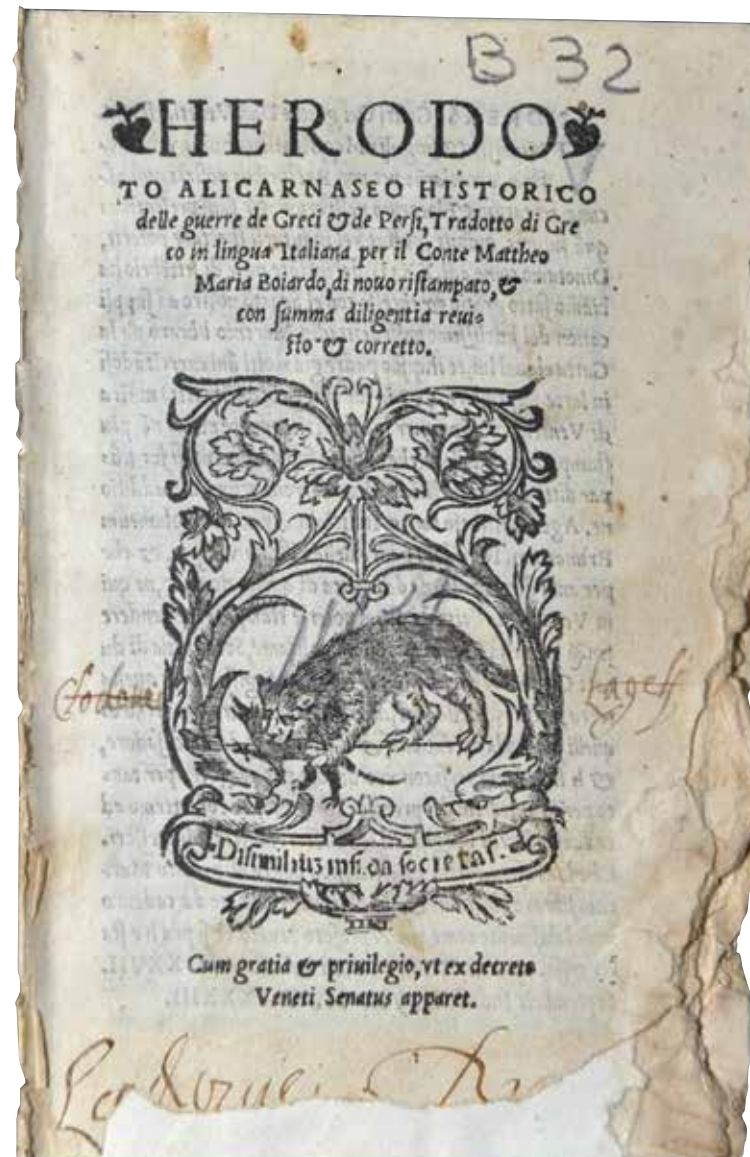 B 32
HERODO
TO ALICARNASEO HISTORICO
delle guerre de Greci & de Persi, Tradotto di Gre
co in lingua Italiana per il Conte Mattheo
Maria Boiardo, di nouo ristampato, &
con summa diligentia reui⸗
sto & corretto.
societas.
Cum gratia & priuilegio, vt ex decreto
Veneti Senatus apparet.